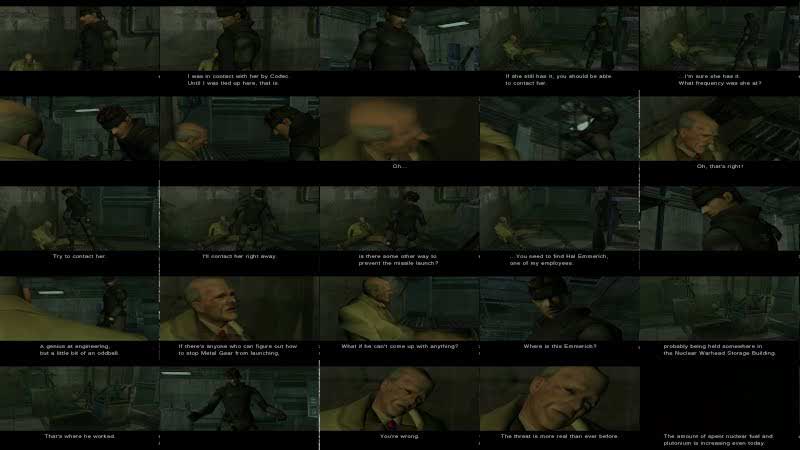 I was in contact with her by Codec
Until I was tied up here, that is.
If she still has it, you should be able
to contact her.
...I'm sure she has it.
What frequency was she at?
Oh...
Oh, that's right!
Try to contact her.
I'll contact her right away.
is there some other way to
prevent the missile launch?
...You need to find Hal Emmerich,
one of my employees.
A genius at engineering,
but a little bit of an oddball.
If there's anyone who can figure out how
to stop Metal Gear from launching,
What if he can't come up with anything?
Where is this Emmerich?
probably being held somewhere in
the Nuclear Warhead Storage Building.
That's where he worked.
You're wrong.
The threat is more real than ever before.
The amount of spent nuclear fuel and
plutonium is increasing even today.